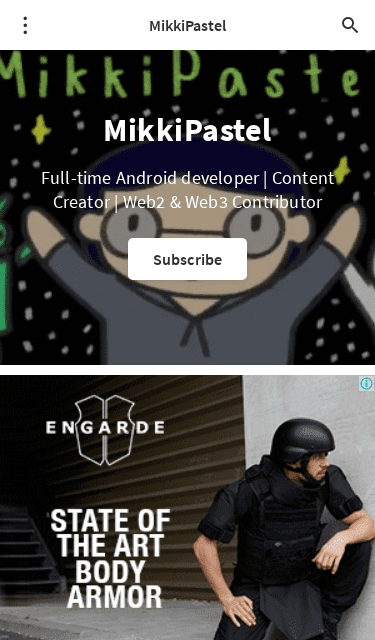 MikkiPastel
MikkiPaste
MikkiPastel
Full-time Android developer | Content
Creator | Web2 & Web3 Contributor
Subscribe
ENGARDE
STATE OF
THE ART
BODY
ARMOR